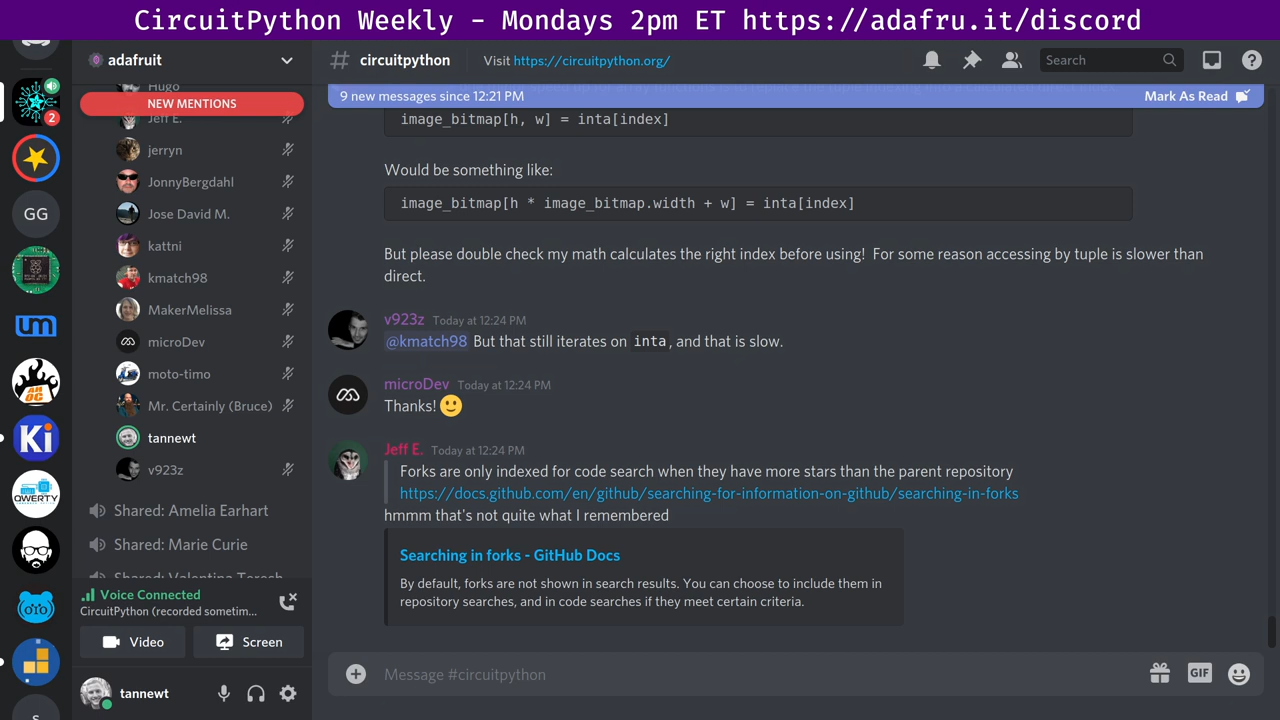 CircuitPython Weekly - Mondays 2pm ET https://adafru.it/discord
adafruit
Hugo
NEW MENTIONS
Jeff E.
jerryn
JonnyBergdahl
Jose David M.
kattni
kmatch98
MakerMelissa
microDev
moto-timo
Mr. Certainly (Bruce)
tannewt
v923z
Shared: Amelia Earhart
Shared: Marie Curie
Shared: Valentina Teresh
Voice Connected
CircuitPython (recorded sometim...
Video
Screen
tannewt
2
GG
um
AHOC
Ki
QWERTY
S
# circuitpython
Visit https://circuitpython.org/
Search
9 new messages since 12:21 PM
Mark As Read
image_bitmap[h, w] = inta[index]
Would be something like:
image_bitmap[h * image_bitmap.width + w] = inta[index]
But please double check my math calculates the right index before using! For some reason accessing by tuple is slower than
direct.
v923z Today at 12:24 PM
@kmatch98 But that still iterates on inta, and that is slow.
microDev Today at 12:24 PM
Thanks! 🙂
Jeff E. Today at 12:24 PM
Forks are only indexed for code search when they have more stars than the parent repository
https://docs.github.com/en/github/searching-for-information-on-github/searching-in-forks
hmmm that's not quite what I remembered
Searching in forks - GitHub Docs
By default, forks are not shown in search results. You can choose to include them in
repository searches, and in code searches if they meet certain criteria.
Message #circuitpython
GIF